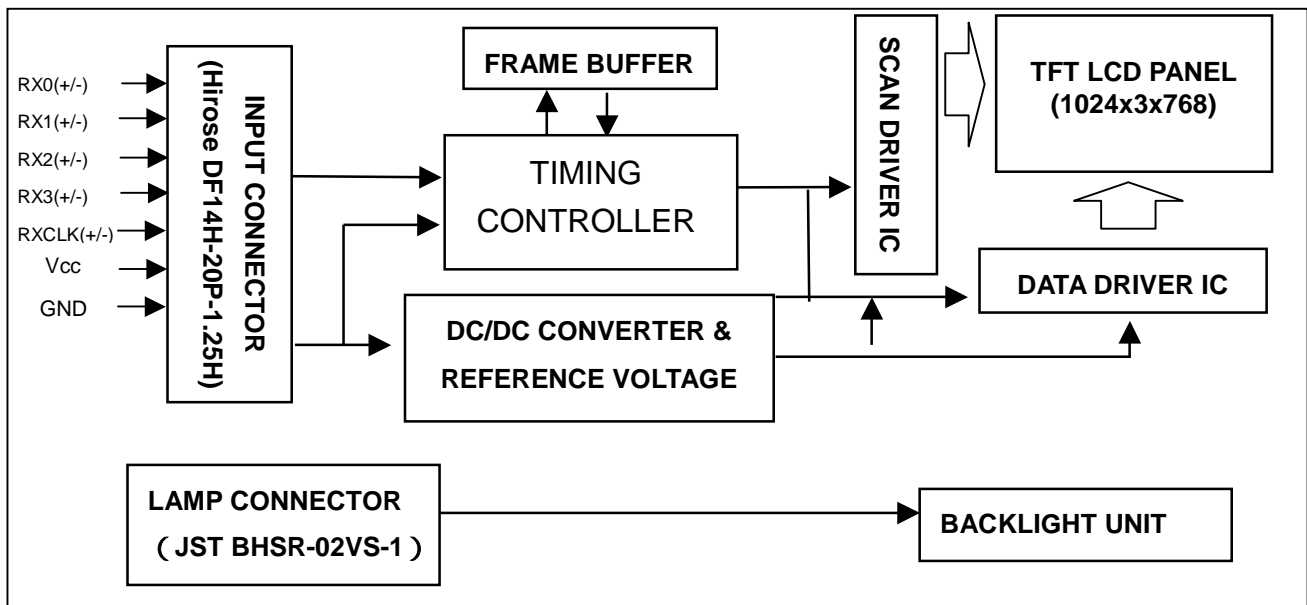 RX0(+/-)
RX1(+/-)
RX2(+/-)
RX3(+/-)
RXCLK(+/-)
Vcc
GND
INPUT CONNECTOR
(Hirose DF14H-20P-1.25H)
FRAME BUFFER
TIMING
CONTROLLER
DC/DC CONVERTER &
REFERENCE VOLTAGE
SCAN DRIVER IC
TFT LCD PANEL
(1024x3x768)
DATA DRIVER IC
LAMP CONNECTOR
（JST BHSR-02VS-1）
BACKLIGHT UNIT